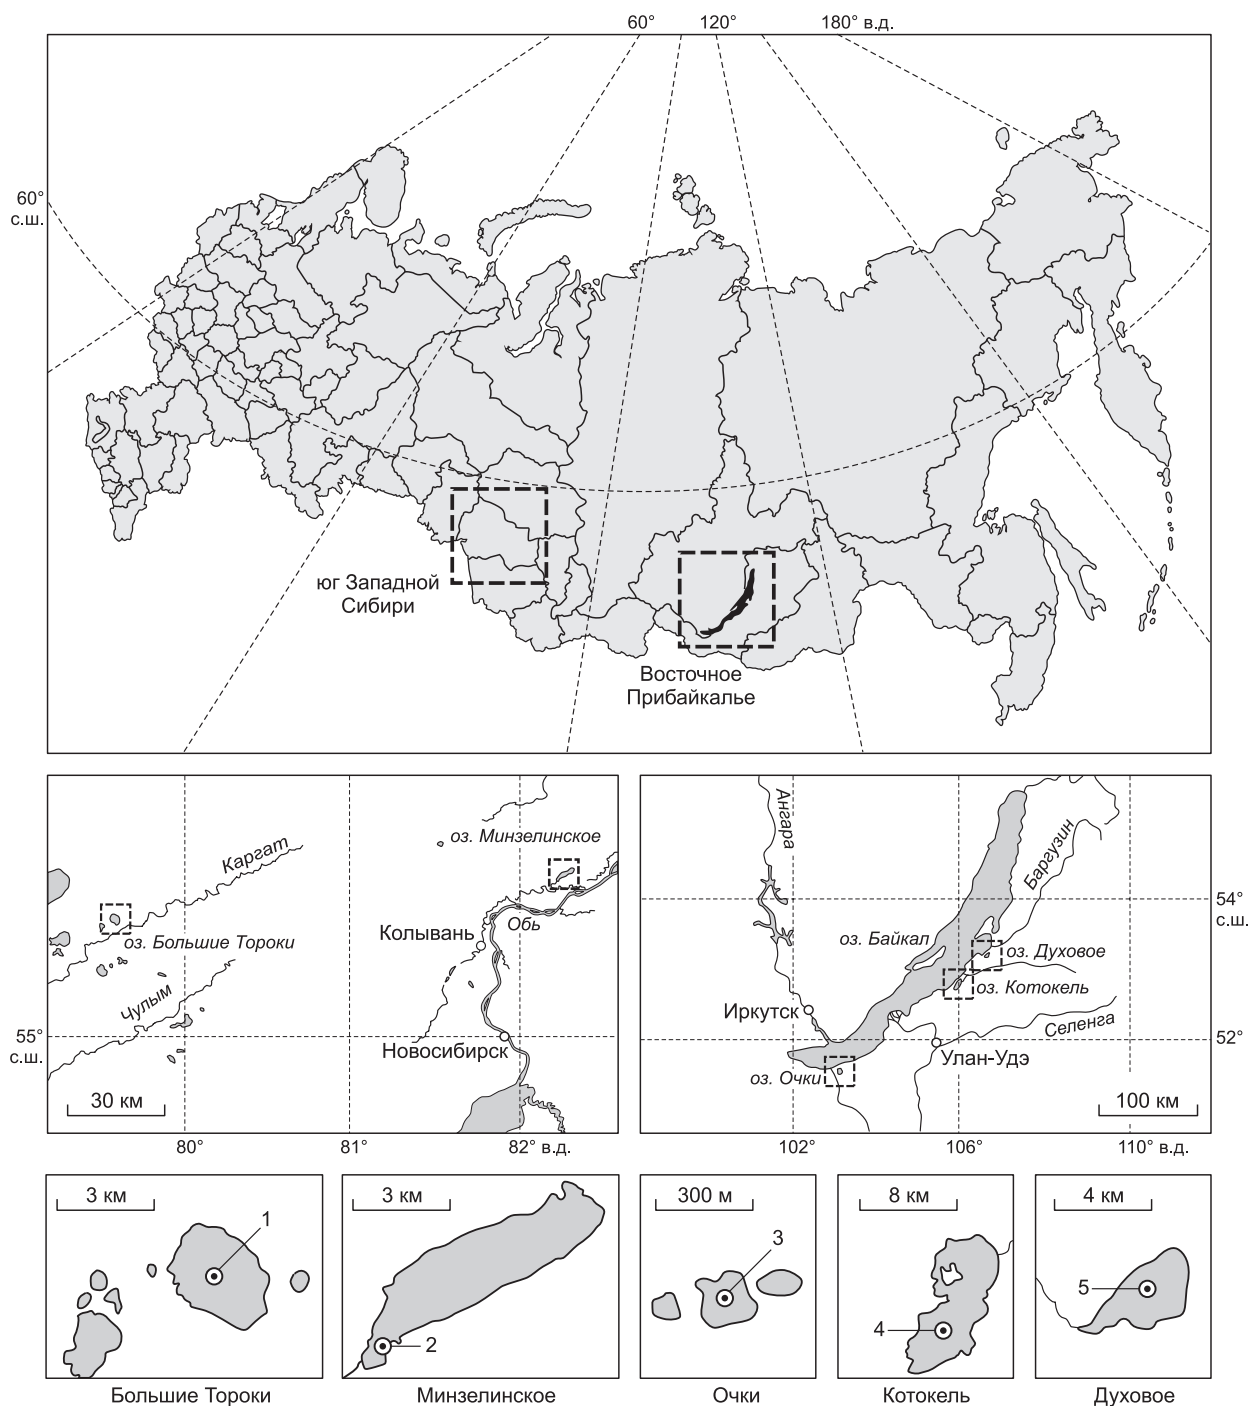 60°
120°
180° в.д.
60°
с.ш.
юг Западной
Сибири
Восточное
Прибайкалье
оз. Минзелинское
Каргат
оз. Большие Тороки
Обь
Колывань
Чулым
Новосибирск
55°
с.ш.
30 км
80°
81°
82° в.д.
Ангара
Баргузин
54°
с.ш.
оз. Байкал
оз. Духовое
оз. Котокель
Иркутск
Селенга
52°
Улан-Удэ
оз. Очки
100 км
102°
106°
110° в.д.
3 км
1
Большие Тороки
3 км
2
Минзелинское
300 м
3
Очки
8 км
4
Котокель
4 км
5
Духовое